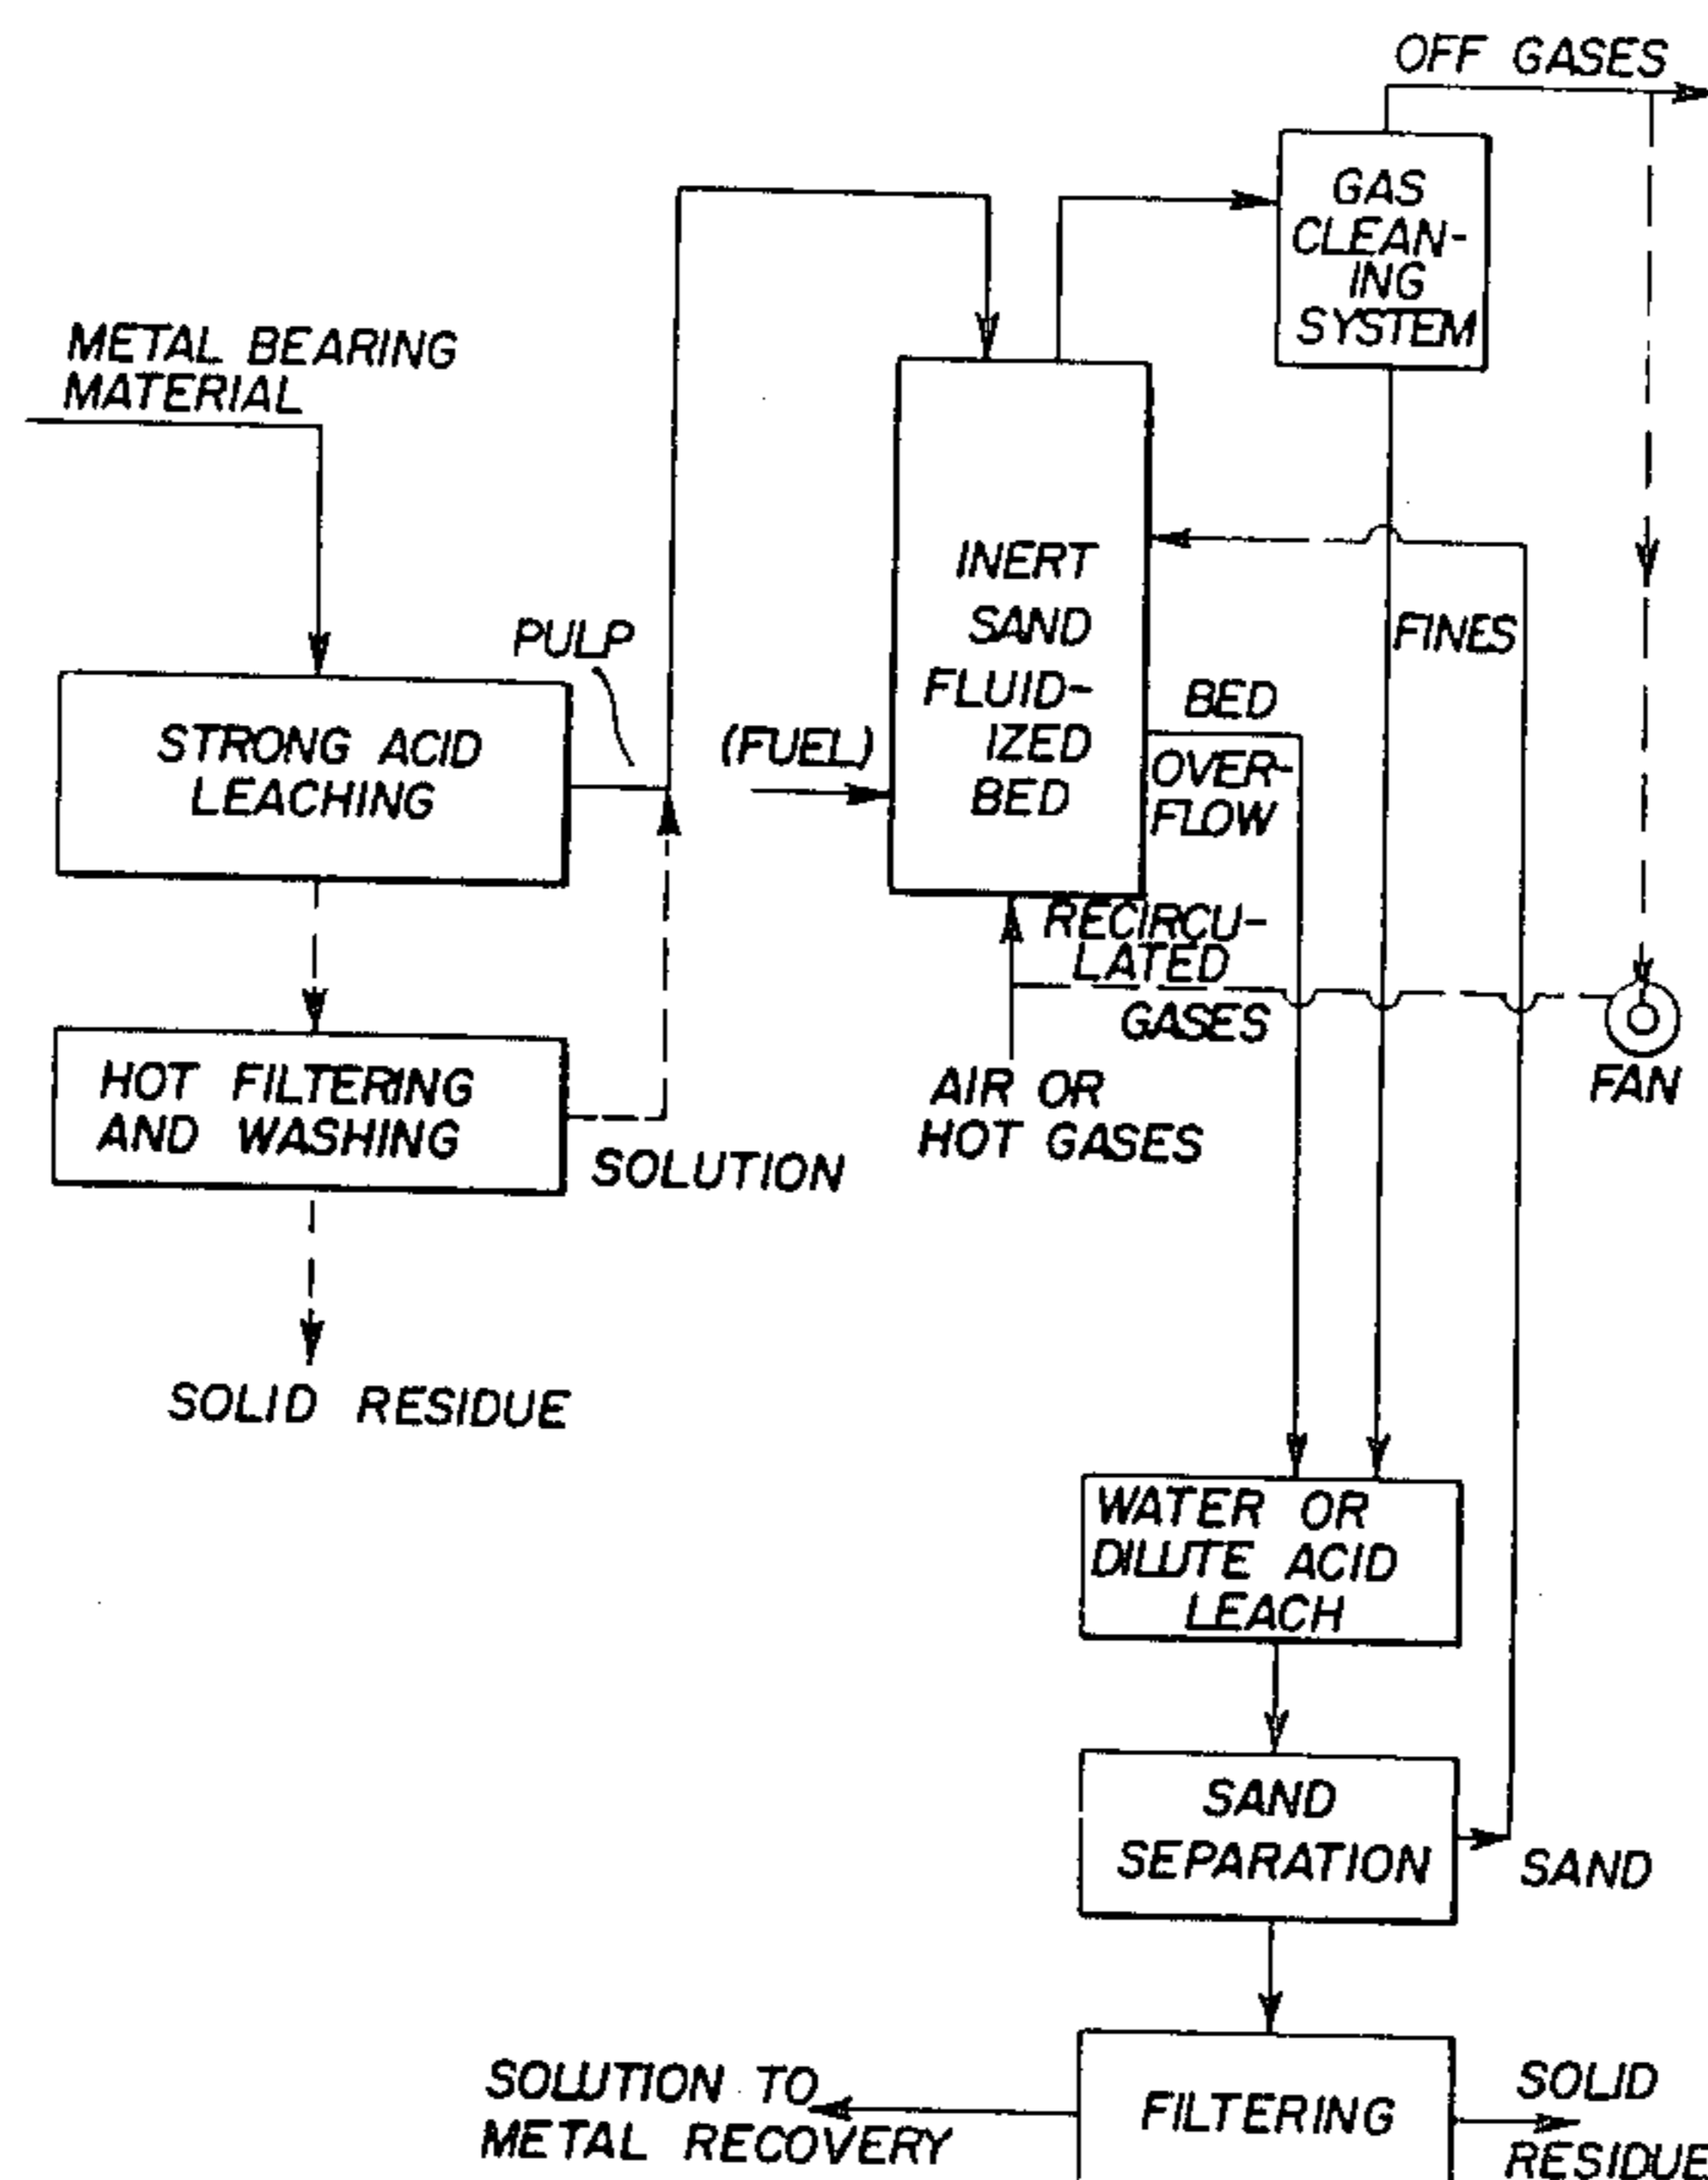 OFF GASES
GAS
CLEAN-
ING
SYSTEM
METAL BEARING
MATERIAL
PULP
STRONG ACID
LEACHING
(FUEL)
INERT
SAND
FLUID-
IZED
BED
BED
OVER-
FLOW
FINES
RECIRCU-
LATED
GASES
FAN
AIR OR
HOT GASES
HOT FILTERING
AND WASHING
SOLUTION
SOLID RESIDUE
WATER OR
DILUTE ACID
LEACH
SAND
SEPARATION
SAND
FILTERING
SOLUTION TO
METAL RECOVERY
SOLID
RESIDUE